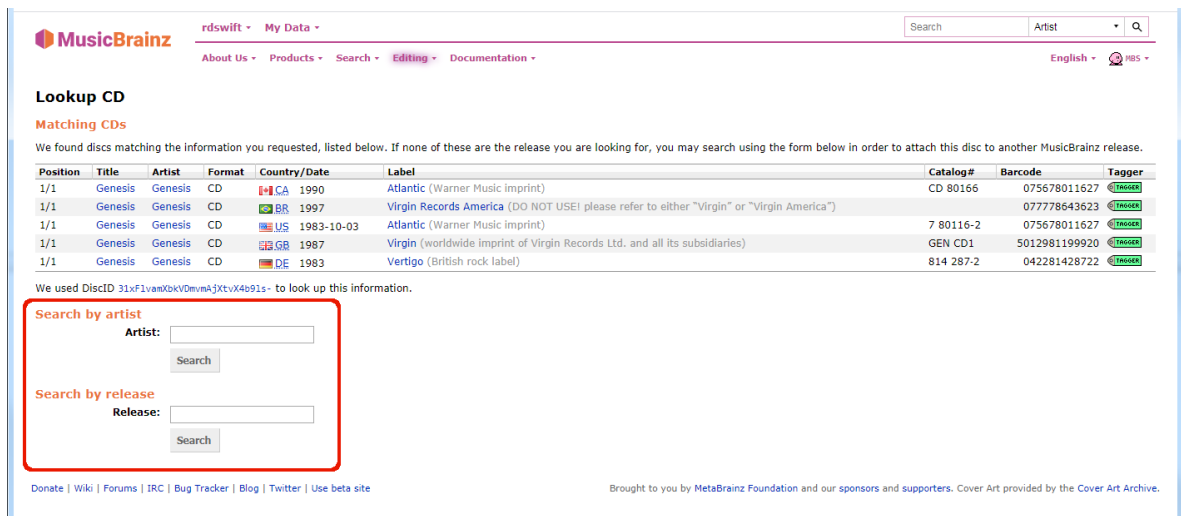 MusicBrainz
rdswift ▾ My Data ▾
Search Artist
About Us ▾ Products ▾ Search ▾ Editing ▾ Documentation ▾
English ▾ MBS ▾
Lookup CD
Matching CDs
We found discs matching the information you requested, listed below. If none of these are the release you are looking for, you may search using the form below in order to attach this disc to another MusicBrainz release.
Position Title Artist Format Country/Date Label Catalog# Barcode Tagger
1/1 Genesis Genesis CD CA 1990 Atlantic (Warner Music imprint) CD 80166 075678011627 TAGGER
1/1 Genesis Genesis CD BR 1997 Virgin Records America (DO NOT USE! please refer to either “Virgin” or “Virgin America”) 077778643623 TAGGER
1/1 Genesis Genesis CD US 1983-10-03 Atlantic (Warner Music imprint) 7 80116-2 075678011627 TAGGER
1/1 Genesis Genesis CD GB 1987 Virgin (worldwide imprint of Virgin Records Ltd. and all its subsidiaries) GEN CD1 5012981199920 TAGGER
1/1 Genesis Genesis CD DE 1983 Vertigo (British rock label) 814 287-2 042281428722 TAGGER
We used DiscID 31xF1vamXbkVDmvmAjXtvX4b91s- to look up this information.
Search by artist
Artist:
Search
Search by release
Release:
Search
Donate | Wiki | Forums | IRC | Bug Tracker | Blog | Twitter | Use beta site
Brought to you by MetaBrainz Foundation and our sponsors and supporters. Cover Art provided by the Cover Art Archive.